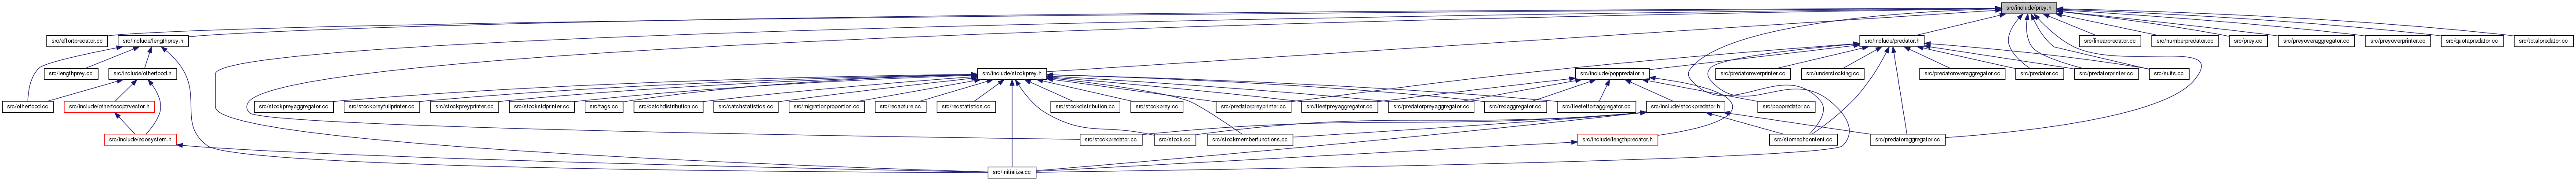 src/include/prey.h
src/effortpredator.cc
src/include/lengthprey.h
src/include/predator.h
src/linearpredator.cc
src/numberpredator.cc
src/prey.cc
src/preyoveraggregator.cc
src/preyoverprinter.cc
src/quotapredator.cc
src/totalpredator.cc
src/lengthprey.cc
src/include/otherfood.h
src/include/stockprey.h
src/include/poppredator.h
src/predatoroverprinter.cc
src/understocking.cc
src/predatoroveraggregator.cc
src/predator.cc
src/predatorprinter.cc
src/suits.cc
src/otherfood.cc
src/include/otherfoodptrvector.h
src/stockpreyaggregator.cc
src/stockpreyfullprinter.cc
src/stockpreyprinter.cc
src/stockstdprinter.cc
src/tags.cc
src/catchdistribution.cc
src/catchstatistics.cc
src/migrationproportion.cc
src/recapture.cc
src/recstatistics.cc
src/stockdistribution.cc
src/stockprey.cc
src/predatorpreyprinter.cc
src/fleetpreyaggregator.cc
src/predatorpreyaggregator.cc
src/recaggregator.cc
src/fleeteffortaggregator.cc
src/include/stockpredator.h
src/poppredator.cc
src/include/ecosystem.h
src/stockpredator.cc
src/stock.cc
src/stockmemberfunctions.cc
src/include/lengthpredator.h
src/stomachcontent.cc
src/predatoraggregator.cc
src/initialize.cc